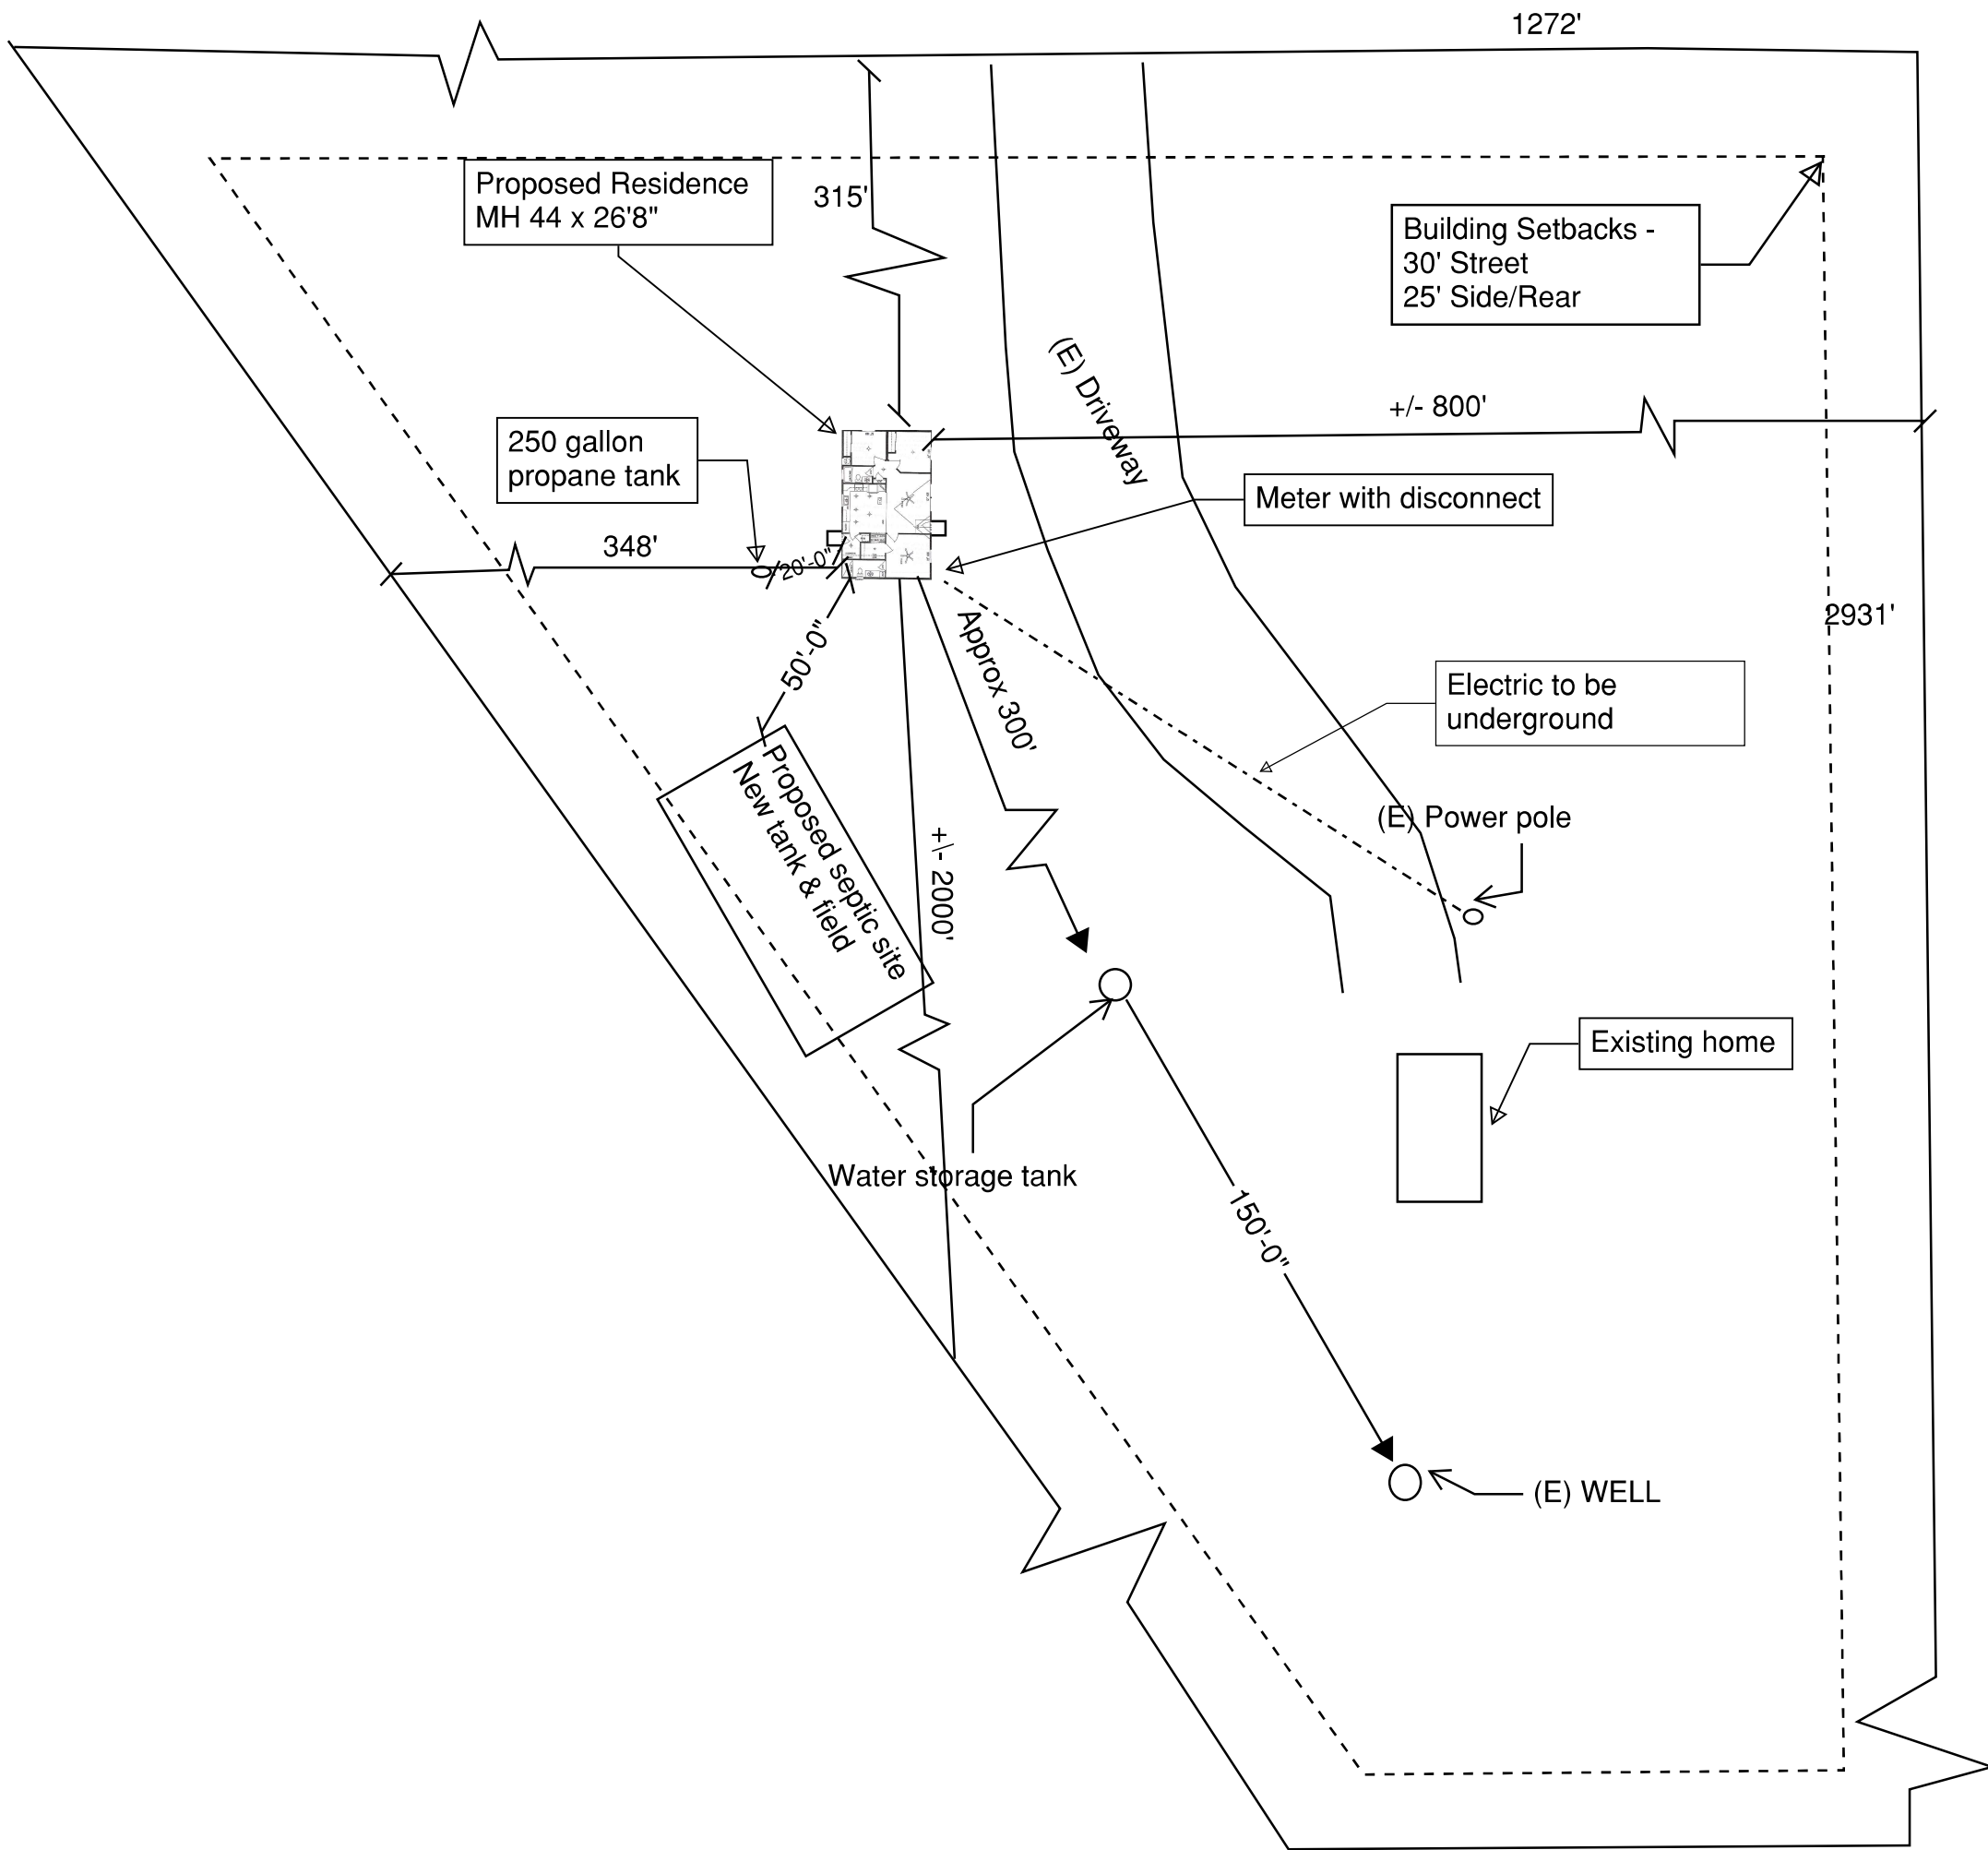 1272'
Proposed Residence
MH 44 x 26'8"
315'
Building Setbacks -
30' Street
25' Side/Rear
(E) Driveway
+/- 800'
250 gallon
propane tank
Meter with disconnect
348'
20'-0"
2931'
50'-0"
Approx 300'
Electric to be
underground
(E) Power pole
Proposed septic site
New tank & field
+/- 2000'
Existing home
Water storage tank
150'-0"
(E) WELL